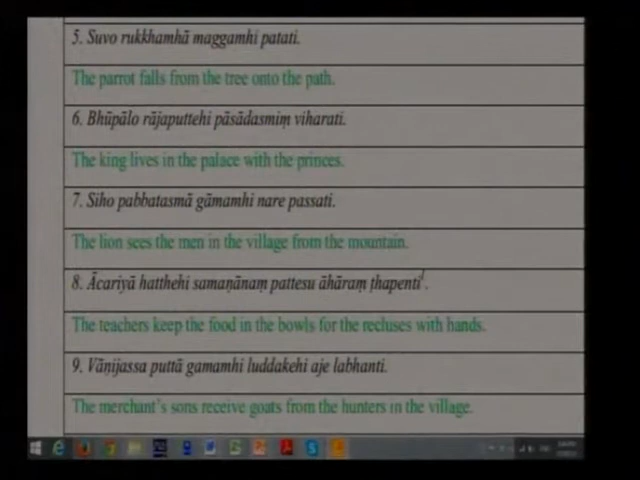 5. Suvo rukkhamhā maggamhi patati.
The parrot falls from the tree onto the path.
6. Bhūpālo rājaputtehi pāsādasmiṃ viharati.
The king lives in the palace with the princes.
7. Siho pabbatasmā gāmamhi nare passati.
The lion sees the men in the village from the mountain.
8. Ācariyā hatthehi samaṇānaṃ pattesu āhāraṃ ṭhapenti¹.
The teachers keep the food in the bowls for the recluses with hands.
9. Vāṇijassa puttā gamamhi luddakehi aje labhanti.
The merchant's sons receive goats from the hunters in the village.